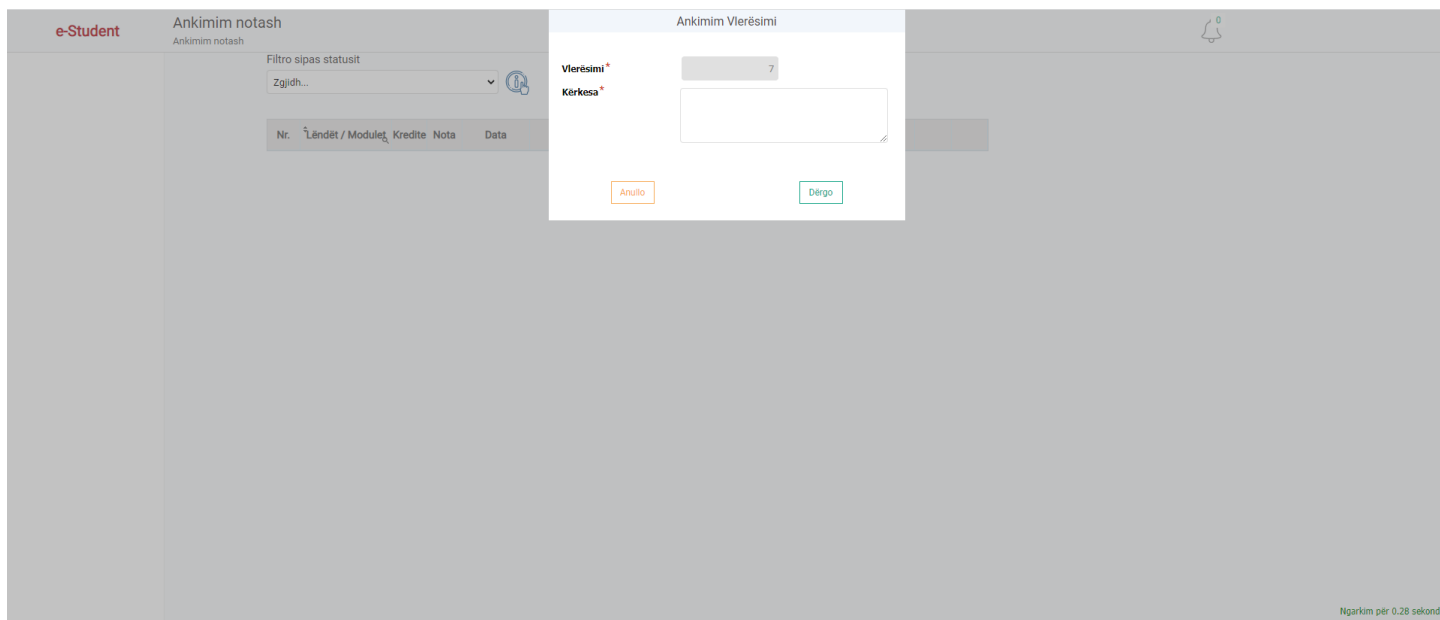 e-Student
Ankimim notash
Ankimim notash
0
Filtro sipas statusit
Zgjidh...
Nr. Lëndët / Modulet Kredite Nota Data
Ankimim Vlerësimi
Vlerësimi* 7
Kërkesa*
Anullo Dërgo
Ngarkim për 0.28 sekond